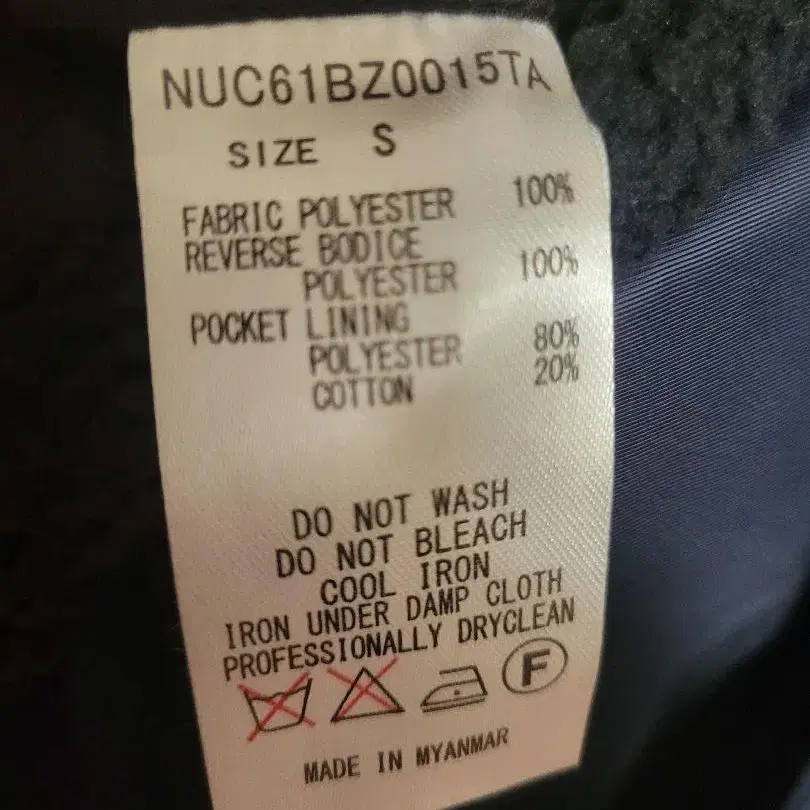 NUC61BZ0015TA
SIZE S
FABRIC POLYESTER 100%
REVERSE BODICE
POLYESTER 100%
POCKET LINING
POLYESTER 80%
COTTON 20%
DO NOT WASH
DO NOT BLEACH
COOL IRON
IRON UNDER DAMP CLOTH
PROFESSIONALLY DRYCLEAN
F
MADE IN MYANMAR